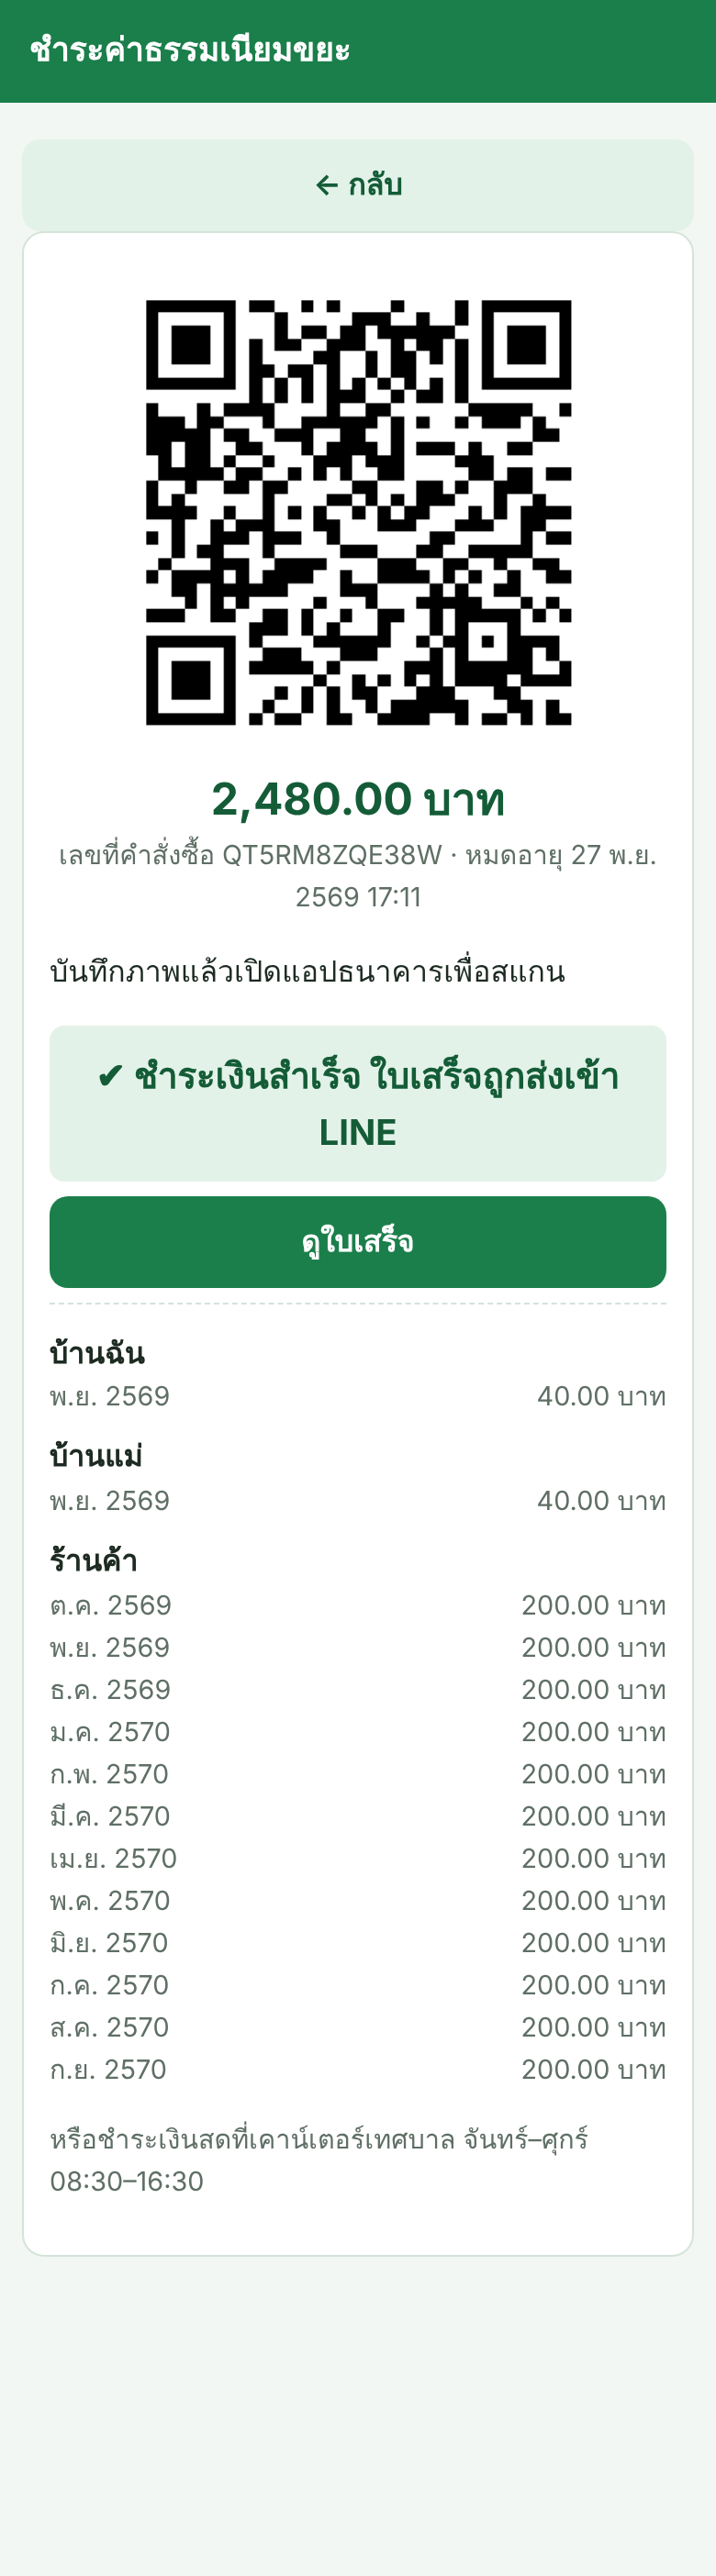 ชำระค่าธรรมเนียมขยะ
← กลับ
2,480.00 บาท
เลขที่คำสั่งซื้อ QT5RM8ZQE38W · หมดอายุ 27 พ.ย.
2569 17:11
บันทึกภาพแล้วเปิดแอปธนาคารเพื่อสแกน
✔ ชำระเงินสำเร็จ ใบเสร็จถูกส่งเข้า
LINE
ดูใบเสร็จ
บ้านฉัน
พ.ย. 2569 40.00 บาท
บ้านแม่
พ.ย. 2569 40.00 บาท
ร้านค้า
ต.ค. 2569 200.00 บาท
พ.ย. 2569 200.00 บาท
ธ.ค. 2569 200.00 บาท
ม.ค. 2570 200.00 บาท
ก.พ. 2570 200.00 บาท
มี.ค. 2570 200.00 บาท
เม.ย. 2570 200.00 บาท
พ.ค. 2570 200.00 บาท
มิ.ย. 2570 200.00 บาท
ก.ค. 2570 200.00 บาท
ส.ค. 2570 200.00 บาท
ก.ย. 2570 200.00 บาท
หรือชำระเงินสดที่เคาน์เตอร์เทศบาล จันทร์–ศุกร์
08:30–16:30